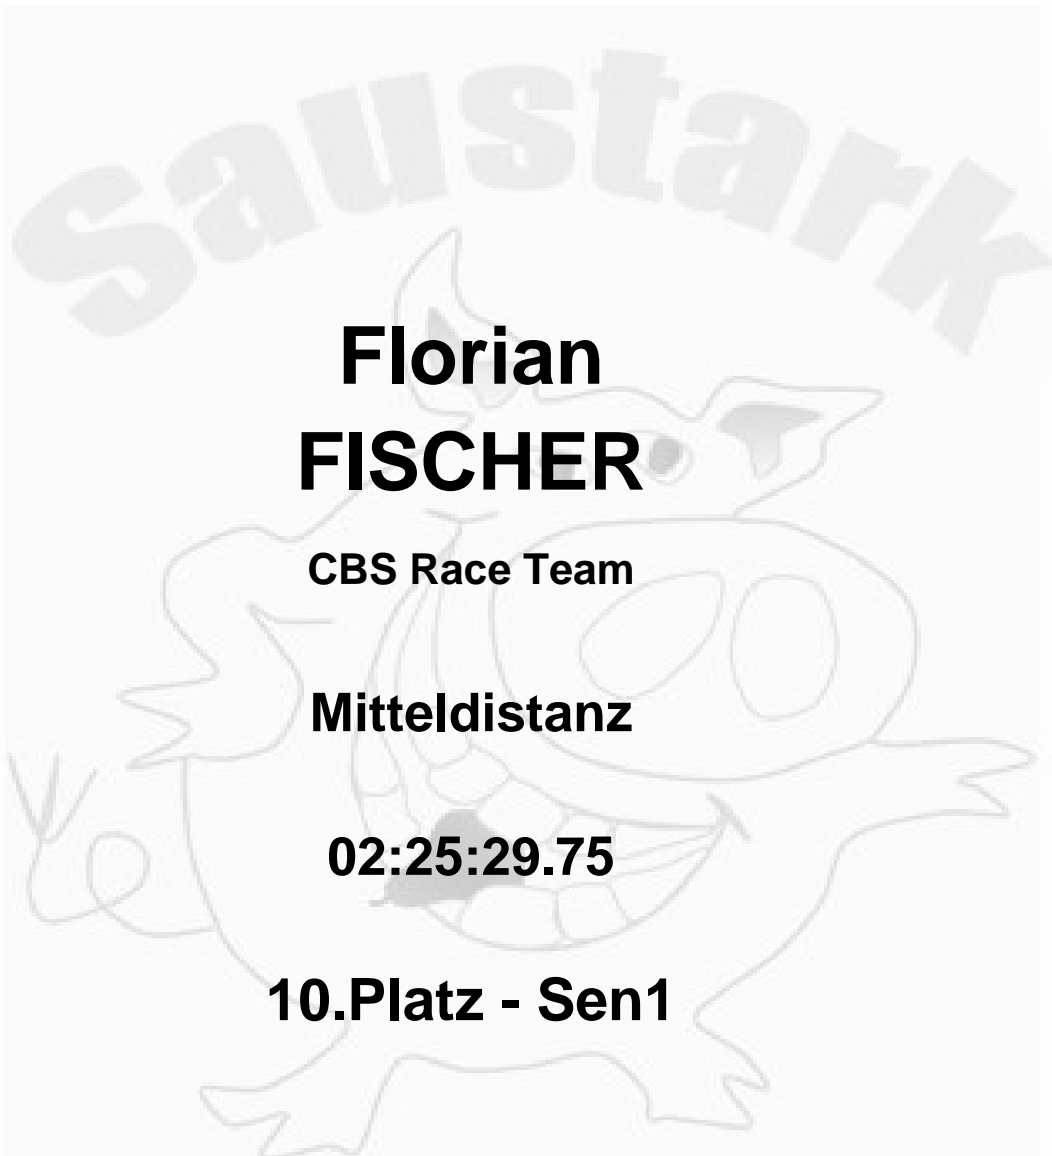 Saustark
Florian
FISCHER
CBS Race Team
Mitteldistanz
02:25:29.75
10.Platz - Sen1